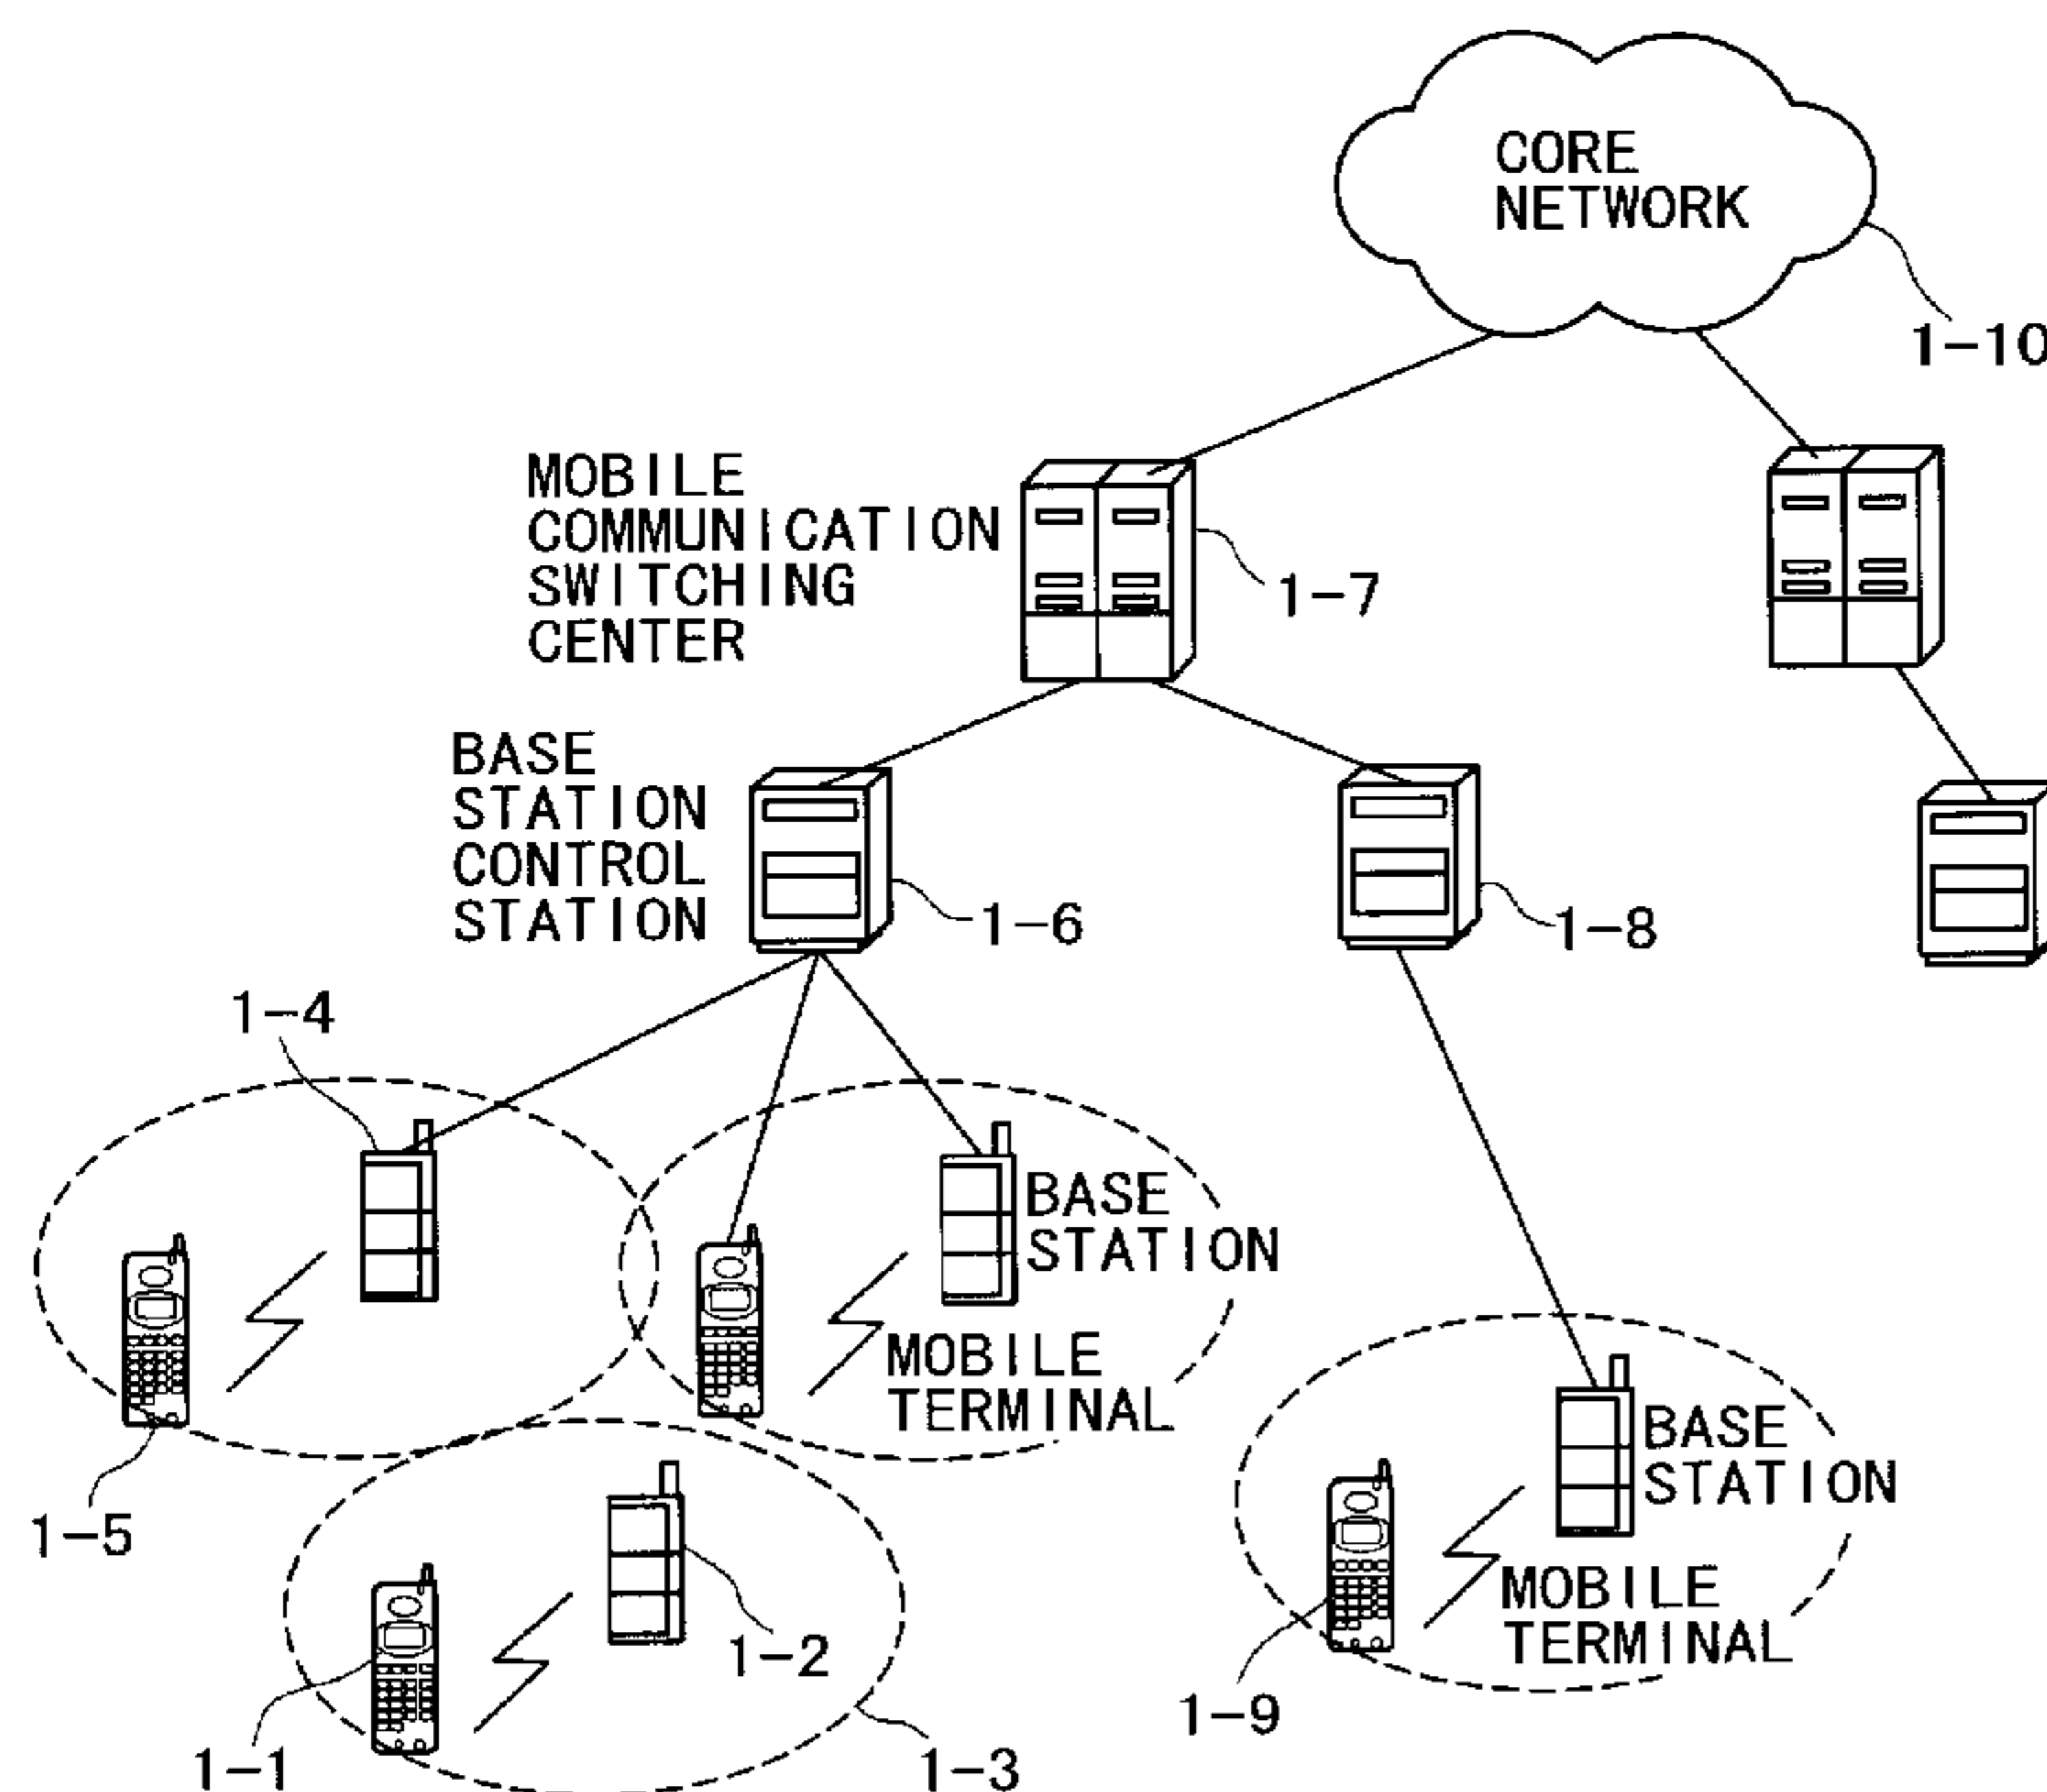 CORE
NETWORK
1-10
MOBILE
COMMUNICATION
SWITCHING
CENTER
1-7
BASE
STATION
CONTROL
STATION
1-6
1-8
1-4
BASE
STATION
MOBILE
TERMINAL
1-5
BASE
STATION
MOBILE
TERMINAL
1-2
1-9
1-1
1-3